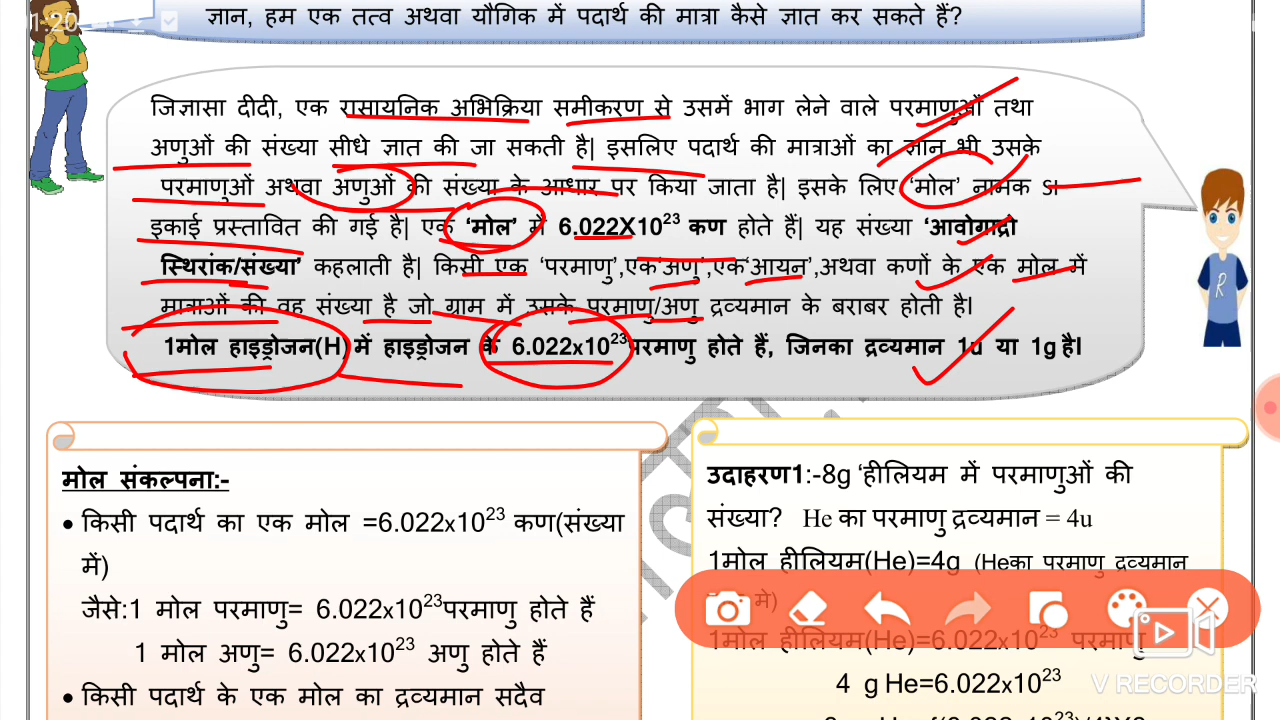 1:20
ज्ञान, हम एक तत्व अथवा यौगिक में पदार्थ की मात्रा कैसे ज्ञात कर सकते हैं?
जिज्ञासा दीदी, एक रासायनिक अभिक्रिया समीकरण से उसमें भाग लेने वाले परमाणुओं तथा
अणुओं की संख्या सीधे ज्ञात की जा सकती है| इसलिए पदार्थ की मात्राओं का ज्ञान भी उसके
परमाणुओं अथवा अणुओं की संख्या के आधार पर किया जाता है| इसके लिए ‘मोल’ नामक SI
इकाई प्रस्तावित की गई है| एक ‘मोल’ में 6.022X10²³ कण होते हैं| यह संख्या ‘आवोगाद्रो
स्थिरांक/संख्या’ कहलाती है| किसी एक ‘परमाणु’,एक‘अणु’,एक‘आयन’,अथवा कणों के एक मोल में
मात्राओं की वह संख्या है जो ग्राम में उसके परमाणु/अणु द्रव्यमान के बराबर होती है।
1मोल हाइड्रोजन(H) में हाइड्रोजन के 6.022x10²³परमाणु होते हैं, जिनका द्रव्यमान 1u या 1g है।
मोल संकल्पना:-
• किसी पदार्थ का एक मोल =6.022x10²³ कण(संख्या
में)
जैसे:1 मोल परमाणु= 6.022x10²³परमाणु होते हैं
1 मोल अणु= 6.022x10²³ अणु होते हैं
• किसी पदार्थ के एक मोल का द्रव्यमान सदैव
उदाहरण1:-8g ‘हीलियम में परमाणुओं की
संख्या? He का परमाणु द्रव्यमान = 4u
1मोल हीलियम(He)=4g (Heका परमाणु द्रव्यमान
में)
1मोल हीलियम(He)=6.022x10²³ परमाणु
4 g He=6.022x10²³
V RECORDER